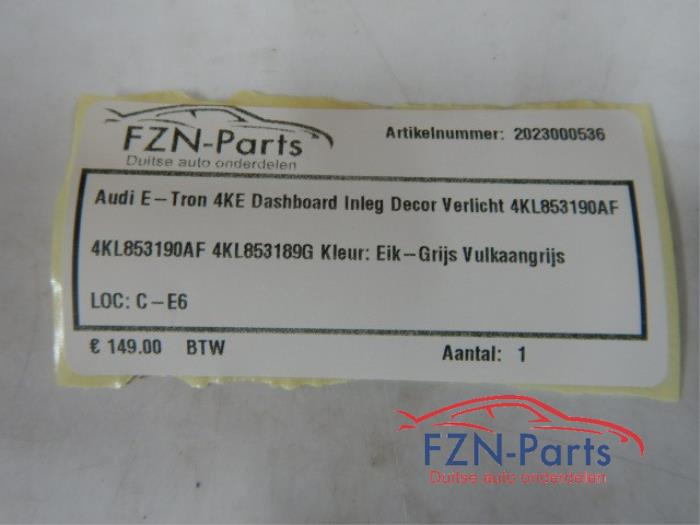 FZN-Parts
Duitse auto onderdelen
Artikelnummer: 2023000536
Audi E-Tron 4KE Dashboard Inleg Decor Verlicht 4KL853190AF
4KL853190AF 4KL853189G Kleur: Eik-Grijs Vulkaangrijs
LOC: C-E6
€ 149.00 BTW
Aantal: 1
FZN-Parts
Duitse auto onderdelen